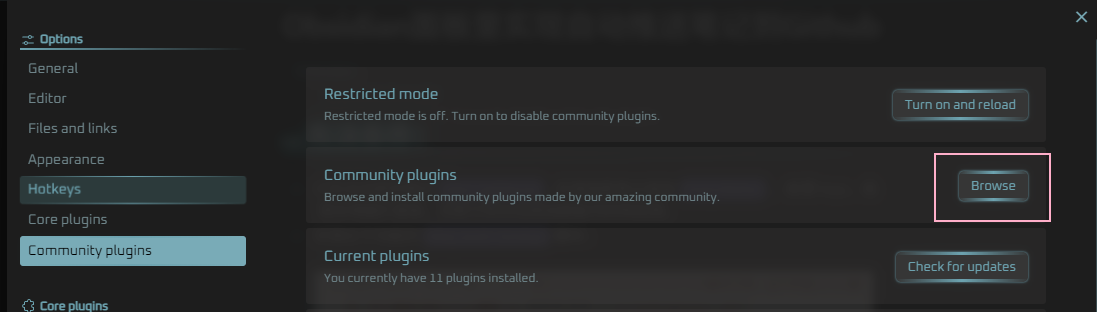 Options
General
Editor
Files and links
Appearance
Hotkeys
Core plugins
Community plugins
Core plugins
Restricted mode
Restricted mode is off. Turn on to disable community plugins.
Turn on and reload
Community plugins
Browse and install community plugins made by our amazing community.
Browse
Current plugins
You currently have 11 plugins installed.
Check for updates